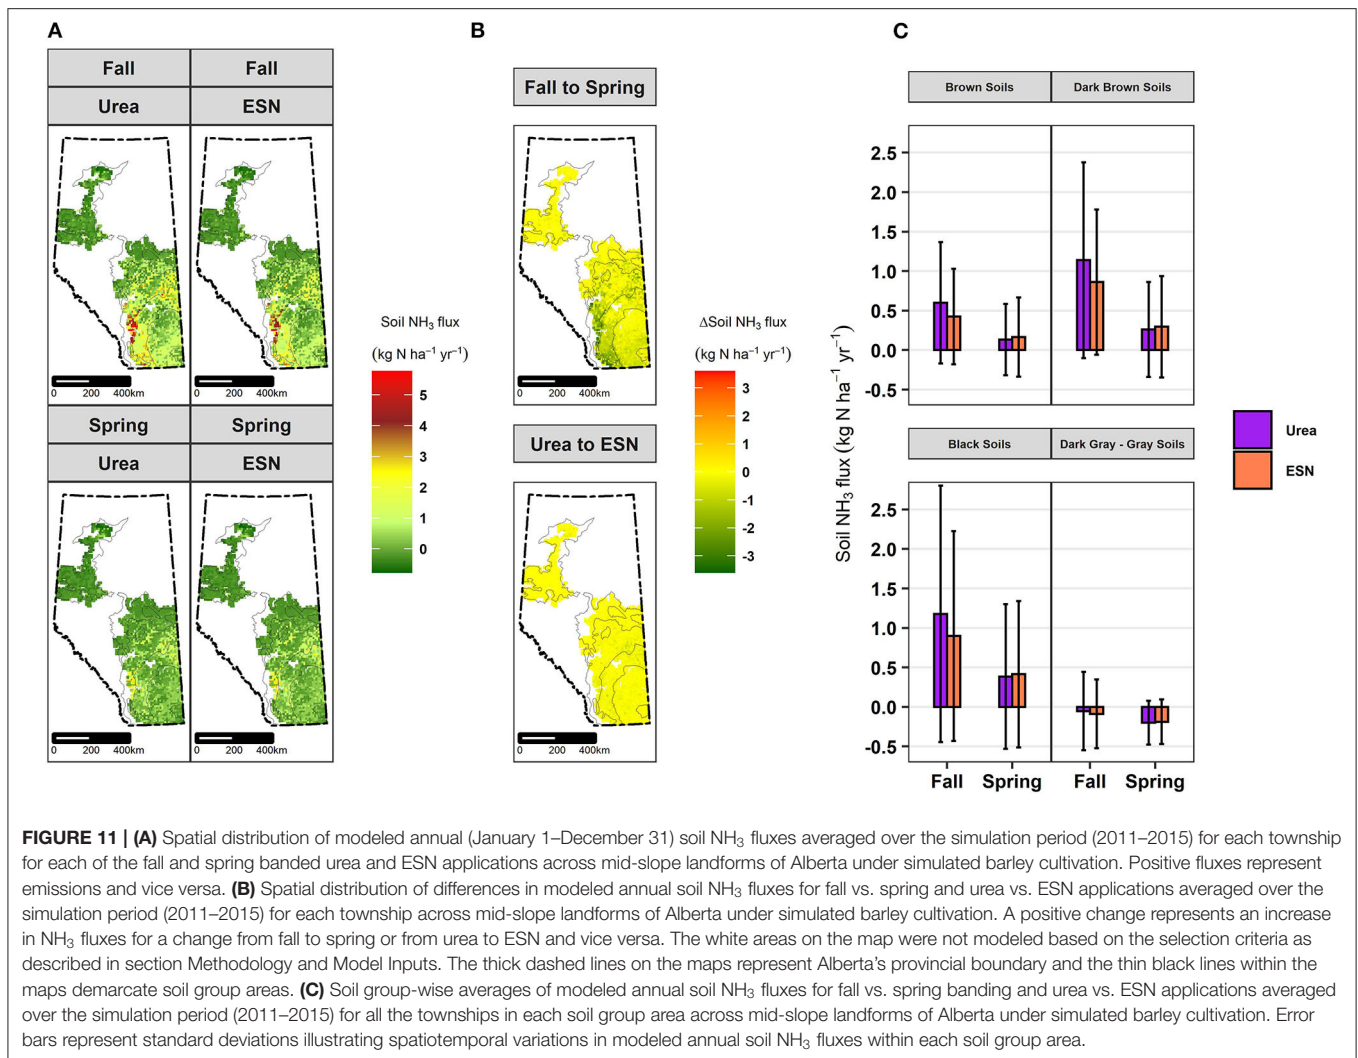 A
Fall
Fall
Urea
ESN
0 200 400km
0 200 400km
Spring
Spring
Urea
ESN
0 200 400km
0 200 400km
Soil NH₃ flux
(kg N ha⁻¹ yr⁻¹)
5
4
3
2
1
0
B
Fall to Spring
0 200 400km
Urea to ESN
0 200 400km
ΔSoil NH₃ flux
(kg N ha⁻¹ yr⁻¹)
3
2
1
0
-1
-2
-3
C
Brown Soils
Dark Brown Soils
2.5
2.0
1.5
1.0
0.5
0.0
-0.5
Soil NH₃ flux (kg N ha⁻¹ yr⁻¹)
Black Soils
Dark Gray - Gray Soils
2.5
2.0
1.5
1.0
0.5
0.0
-0.5
Fall Spring
Fall Spring
Urea
ESN
FIGURE 11 | (A) Spatial distribution of modeled annual (January 1–December 31) soil NH₃ fluxes averaged over the simulation period (2011–2015) for each township
for each of the fall and spring banded urea and ESN applications across mid-slope landforms of Alberta under simulated barley cultivation. Positive fluxes represent
emissions and vice versa. (B) Spatial distribution of differences in modeled annual soil NH₃ fluxes for fall vs. spring and urea vs. ESN applications averaged over the
simulation period (2011–2015) for each township across mid-slope landforms of Alberta under simulated barley cultivation. A positive change represents an increase
in NH₃ fluxes for a change from fall to spring or from urea to ESN and vice versa. The white areas on the map were not modeled based on the selection criteria as
described in section Methodology and Model Inputs. The thick dashed lines on the maps represent Alberta's provincial boundary and the thin black lines within the
maps demarcate soil group areas. (C) Soil group-wise averages of modeled annual soil NH₃ fluxes for fall vs. spring banding and urea vs. ESN applications averaged
over the simulation period (2011–2015) for all the townships in each soil group area across mid-slope landforms of Alberta under simulated barley cultivation. Error
bars represent standard deviations illustrating spatiotemporal variations in modeled annual soil NH₃ fluxes within each soil group area.